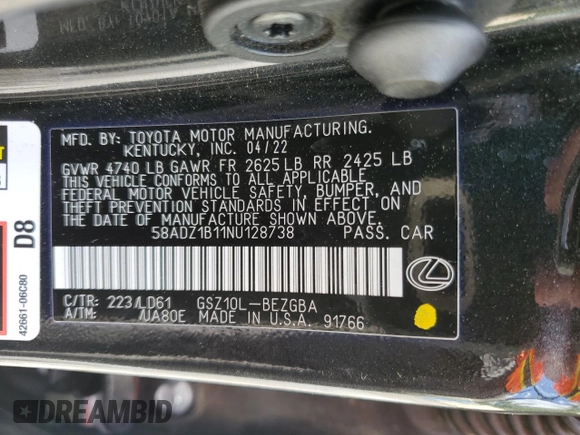 MFD. BY: TOYOTA MOTOR MANUFACTURING.
KENTUCKY, INC. 04/22
GVWR 4740 LB GAWR FR 2625 LB RR 2425 LB
THIS VEHICLE CONFORMS TO ALL APPLICABLE
FEDERAL MOTOR VEHICLE SAFETY, BUMPER, AND
THEFT PREVENTION STANDARDS IN EFFECT ON
THE DATE OF MANUFACTURE SHOWN ABOVE.
58ADZ1B11NU128738 PASS. CAR
C/TR: 223/LD61 GSZ10L-BEZGBA
A/TM: /UA80E MADE IN U.S.A. 91766
D8
42661-06C80
DREAMBID